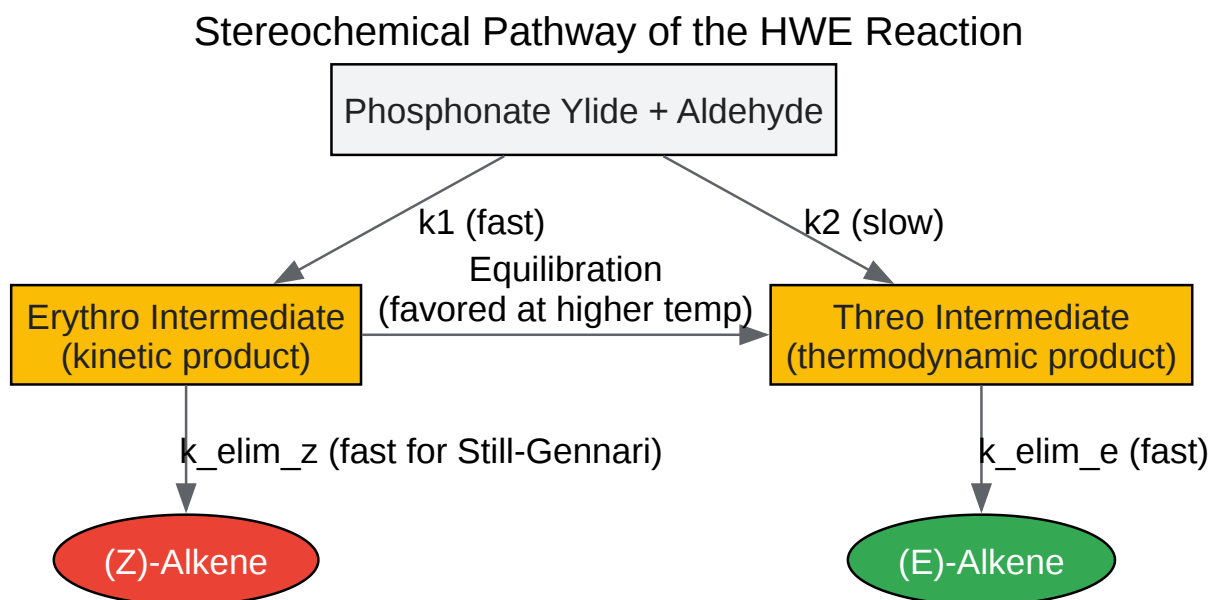 Stereochemical Pathway of the HWE Reaction
Phosphonate Ylide + Aldehyde
k1 (fast)
k2 (slow)
Equilibration
(favored at higher temp)
Erythro Intermediate
(kinetic product)
Threo Intermediate
(thermodynamic product)
k_elim_z (fast for Still-Gennari)
k_elim_e (fast)
(Z)-Alkene
(E)-Alkene